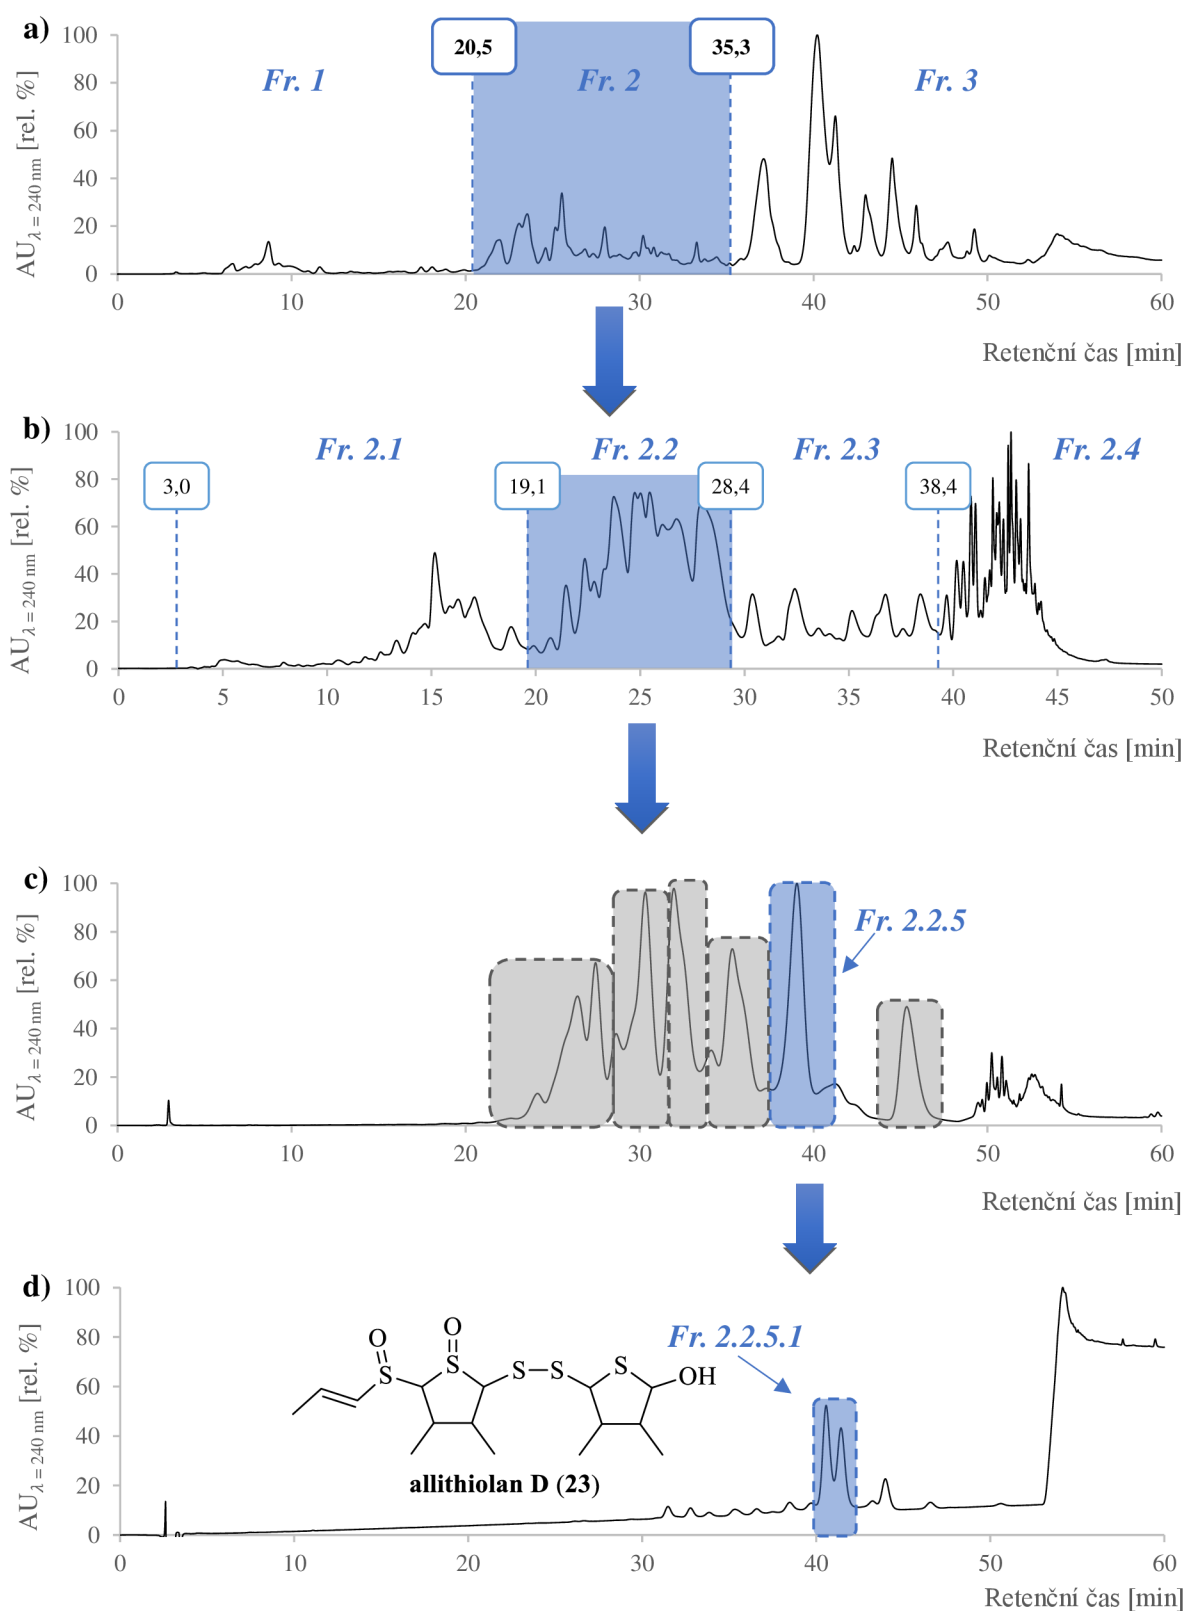 a)
20,5
35,3
Fr. 1
Fr. 2
Fr. 3
AUλ = 240 nm [rel. %]
100
80
60
40
20
0
0 10 20 30 40 50 60
Retenční čas [min]
b)
Fr. 2.1
Fr. 2.2
Fr. 2.3
Fr. 2.4
3,0
19,1
28,4
38,4
AUλ = 240 nm [rel. %]
100
80
60
40
20
0
0 5 10 15 20 25 30 35 40 45 50
Retenční čas [min]
c)
Fr. 2.2.5
AUλ = 240 nm [rel. %]
100
80
60
40
20
0
0 10 20 30 40 50 60
Retenční čas [min]
d)
Fr. 2.2.5.1
O
O
S
S
S
S
S
OH
allithiolan D (23)
AUλ = 240 nm [rel. %]
100
80
60
40
20
0
0 10 20 30 40 50 60
Retenční čas [min]